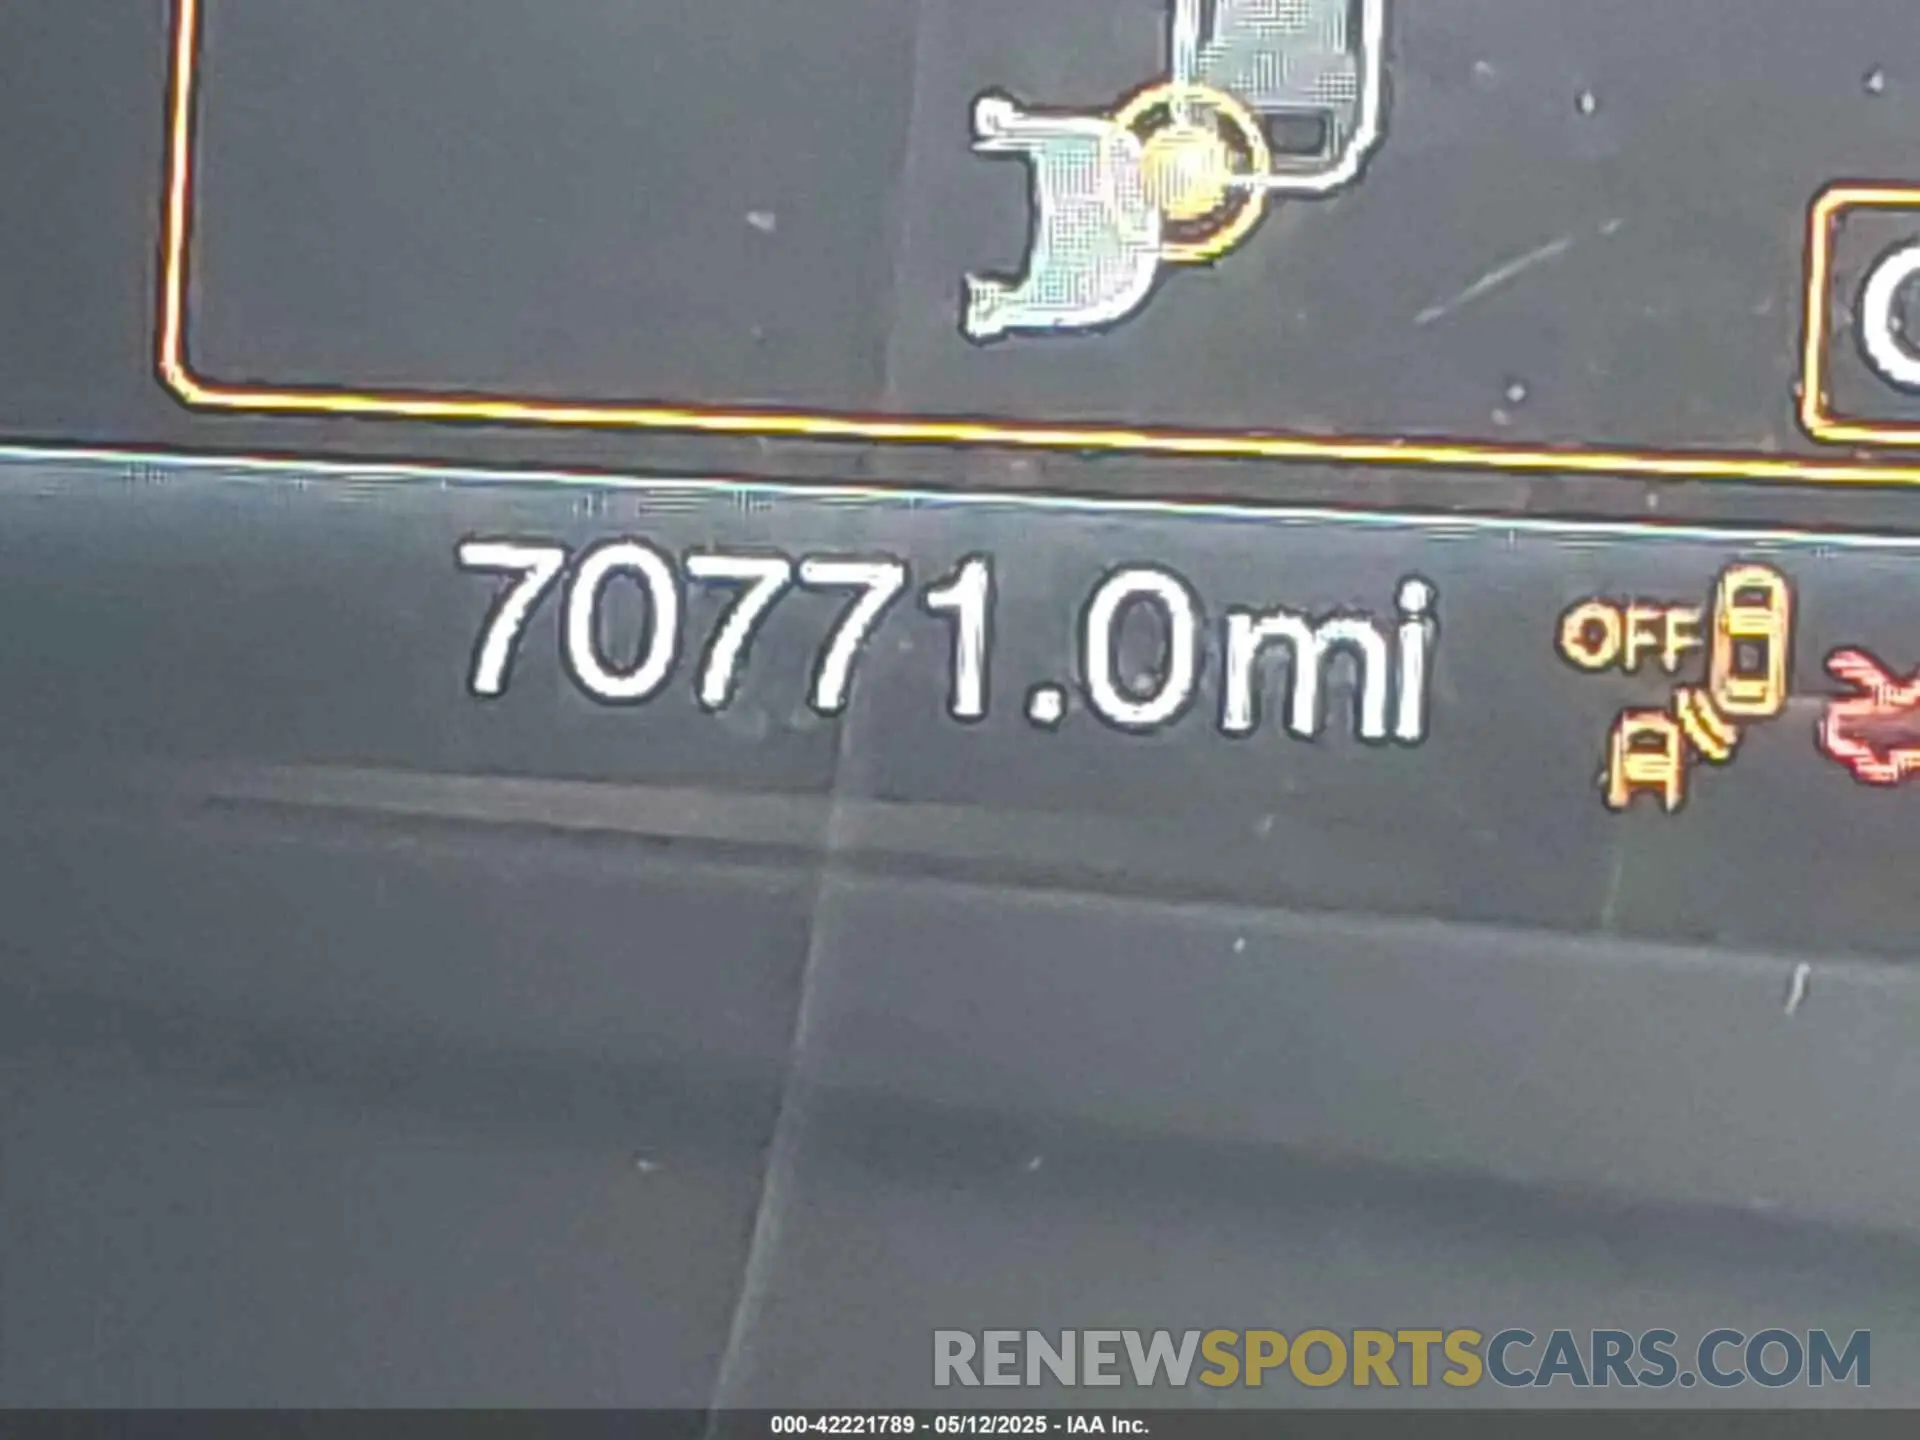 70771.0mi
OFF
RENEWSPORTSCARS.COM
000-42221789 - 05/12/2025 - IAA Inc.